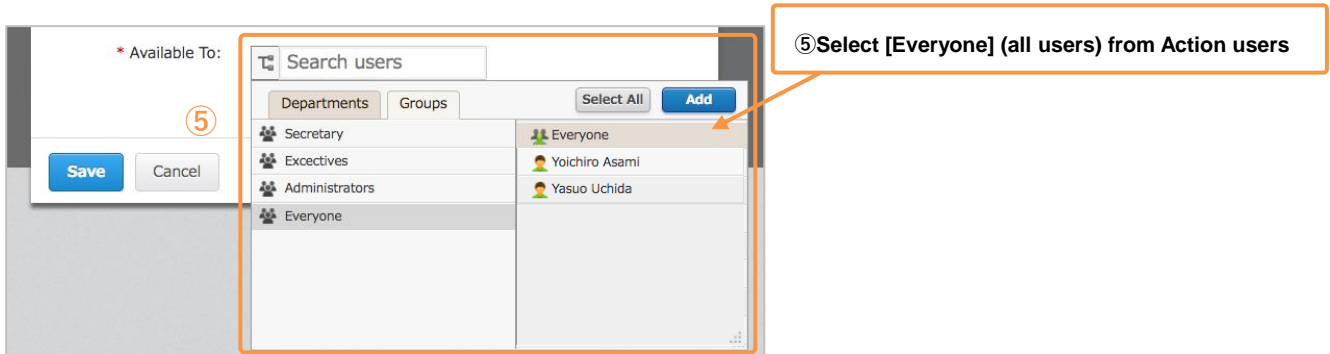 ⑤Select [Everyone] (all users) from Action users
* Available To:
Search users
Departments Groups Select All Add
⑤
Secretary Everyone
Save Cancel Excectives Yoichiro Asami
Administrators Yasuo Uchida
Everyone